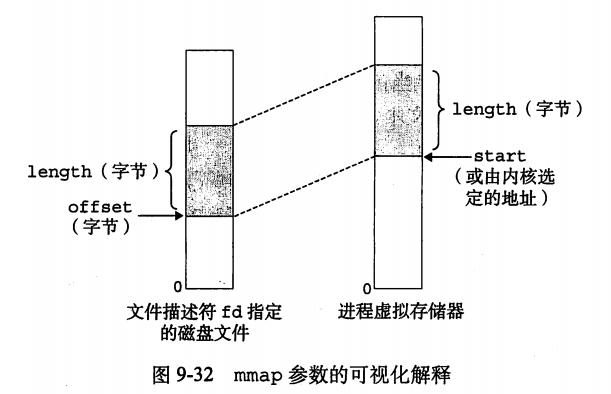 length（字节）
offset
（字节）
0
文件描述符 fd 指定
的磁盘文件
length（字节）
start
（或由内核选
定的地址）
0
进程虚拟存储器
图 9-32 mmap 参数的可视化解释